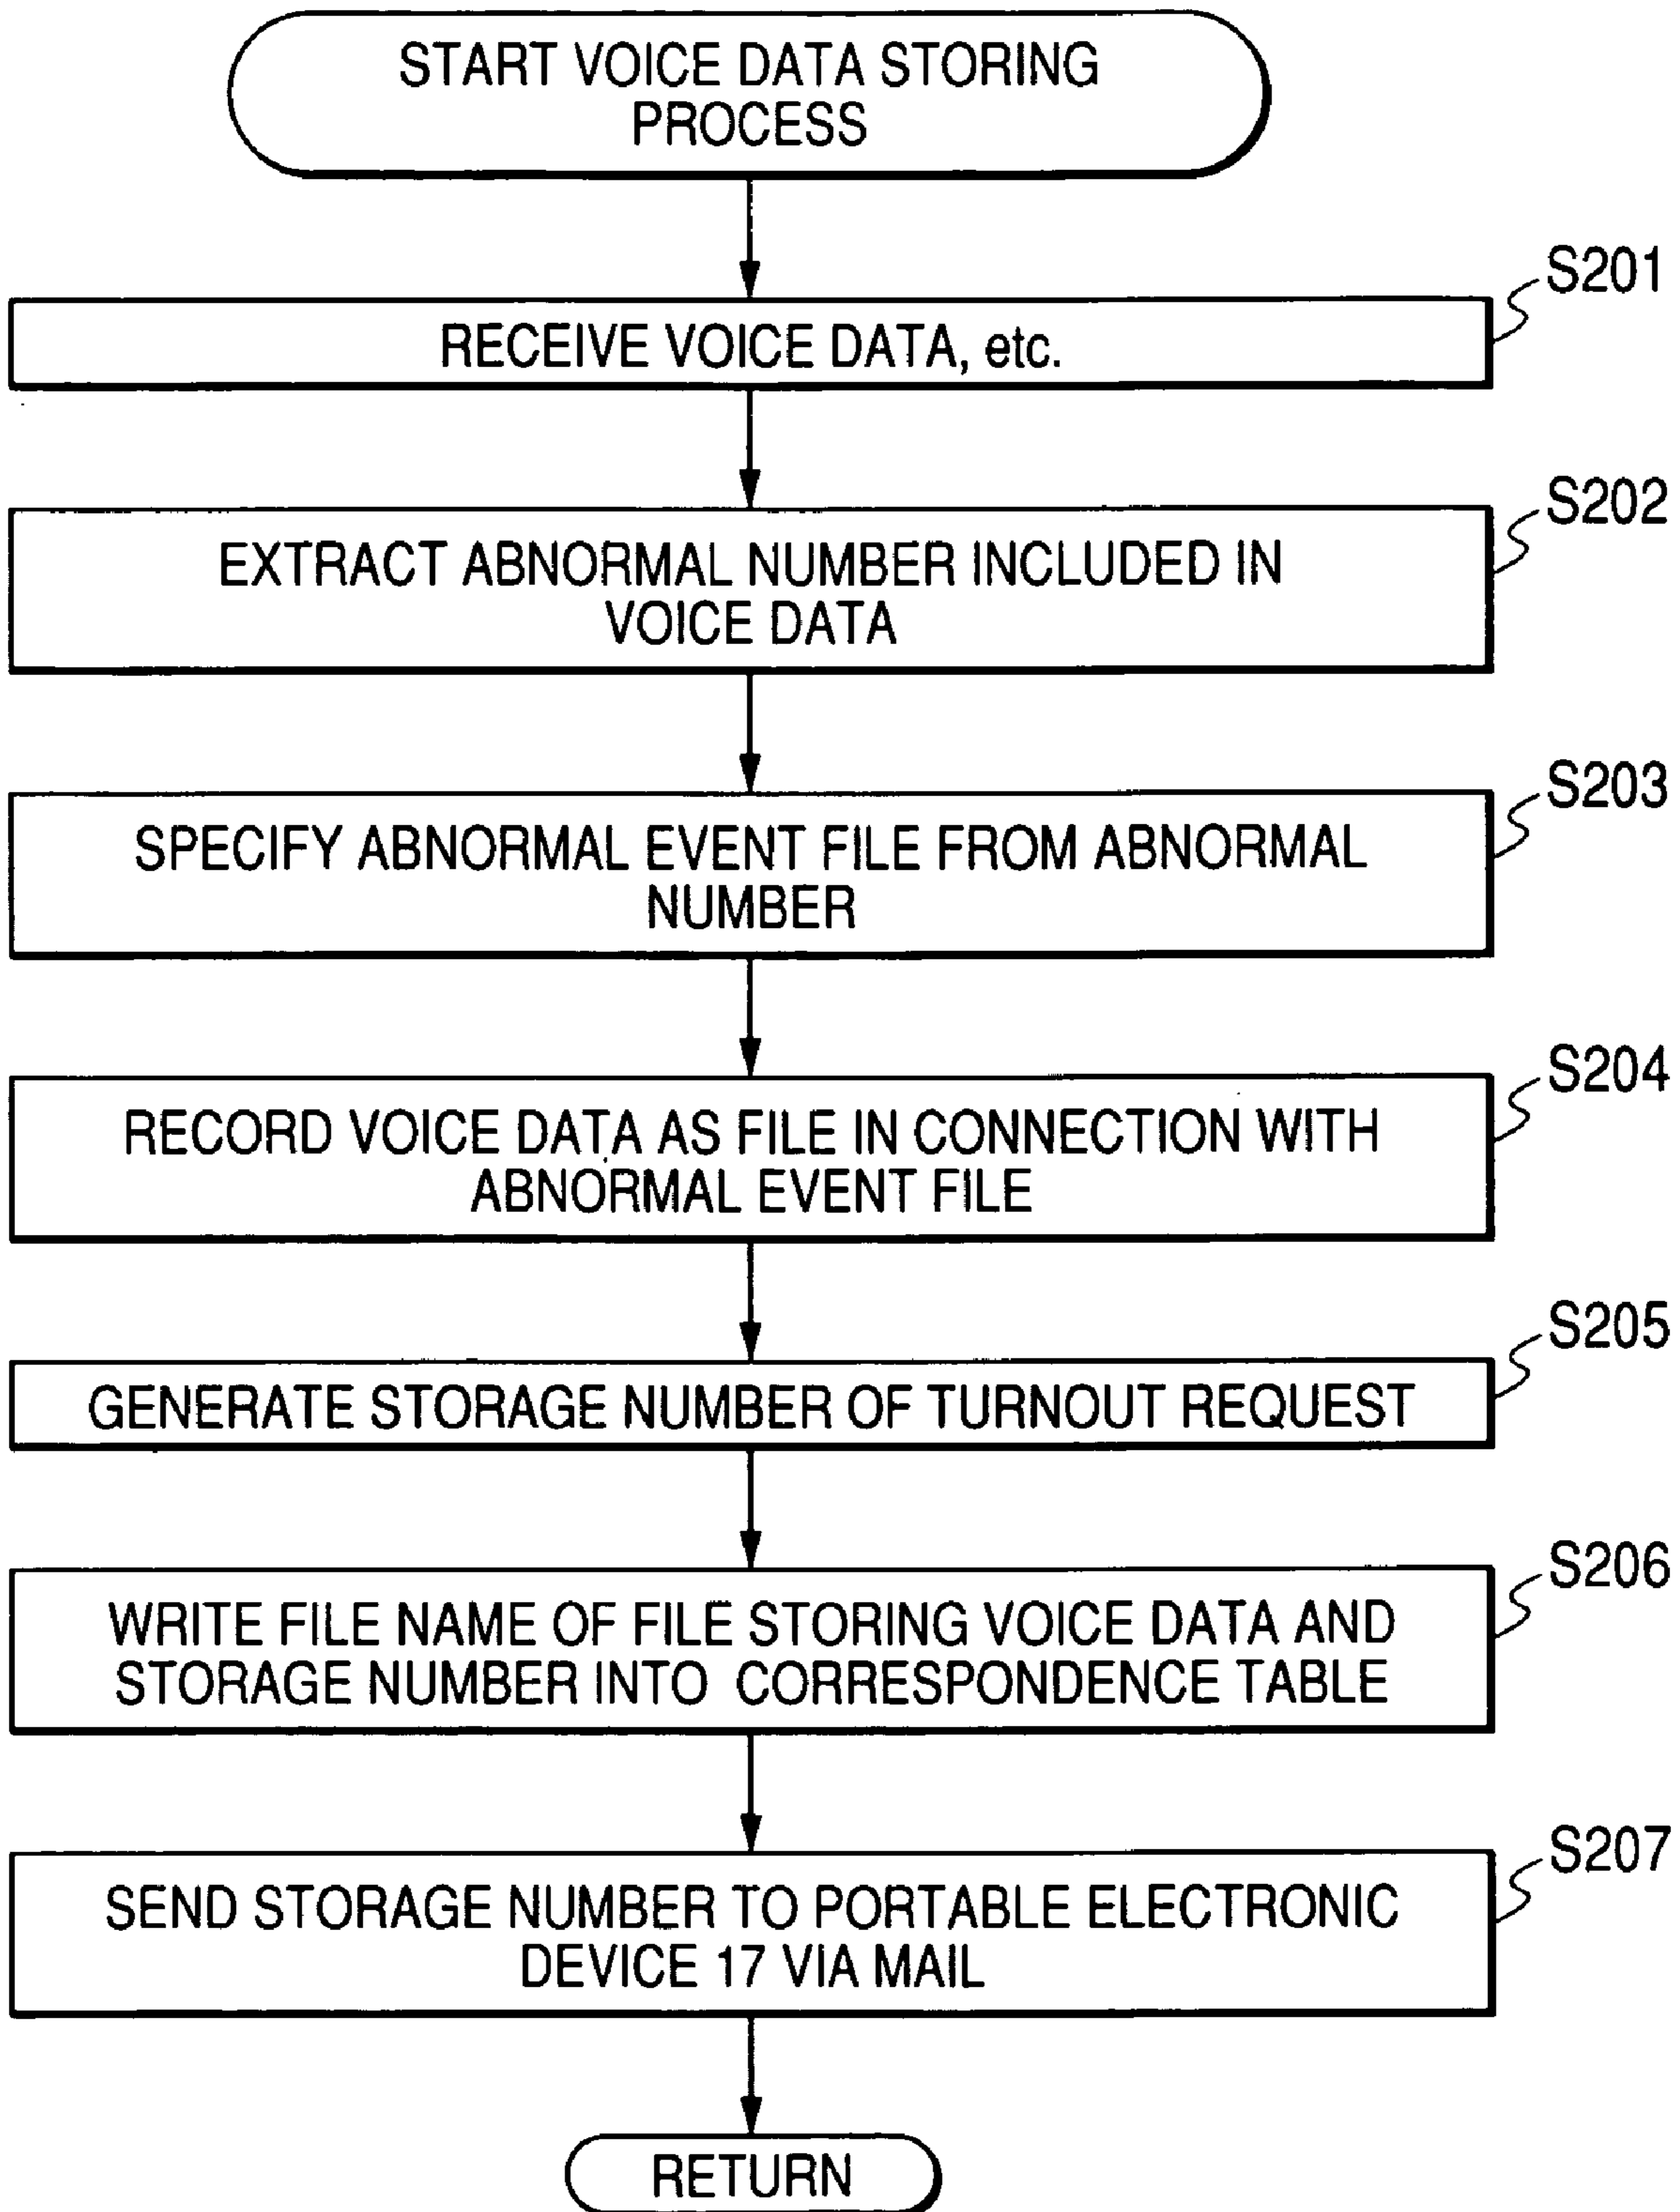 START VOICE DATA STORING
PROCESS
S201
RECEIVE VOICE DATA, etc.
S202
EXTRACT ABNORMAL NUMBER INCLUDED IN
VOICE DATA
S203
SPECIFY ABNORMAL EVENT FILE FROM ABNORMAL
NUMBER
S204
RECORD VOICE DATA AS FILE IN CONNECTION WITH
ABNORMAL EVENT FILE
S205
GENERATE STORAGE NUMBER OF TURNOUT REQUEST
S206
WRITE FILE NAME OF FILE STORING VOICE DATA AND
STORAGE NUMBER INTO CORRESPONDENCE TABLE
S207
SEND STORAGE NUMBER TO PORTABLE ELECTRONIC
DEVICE 17 VIA MAIL
RETURN